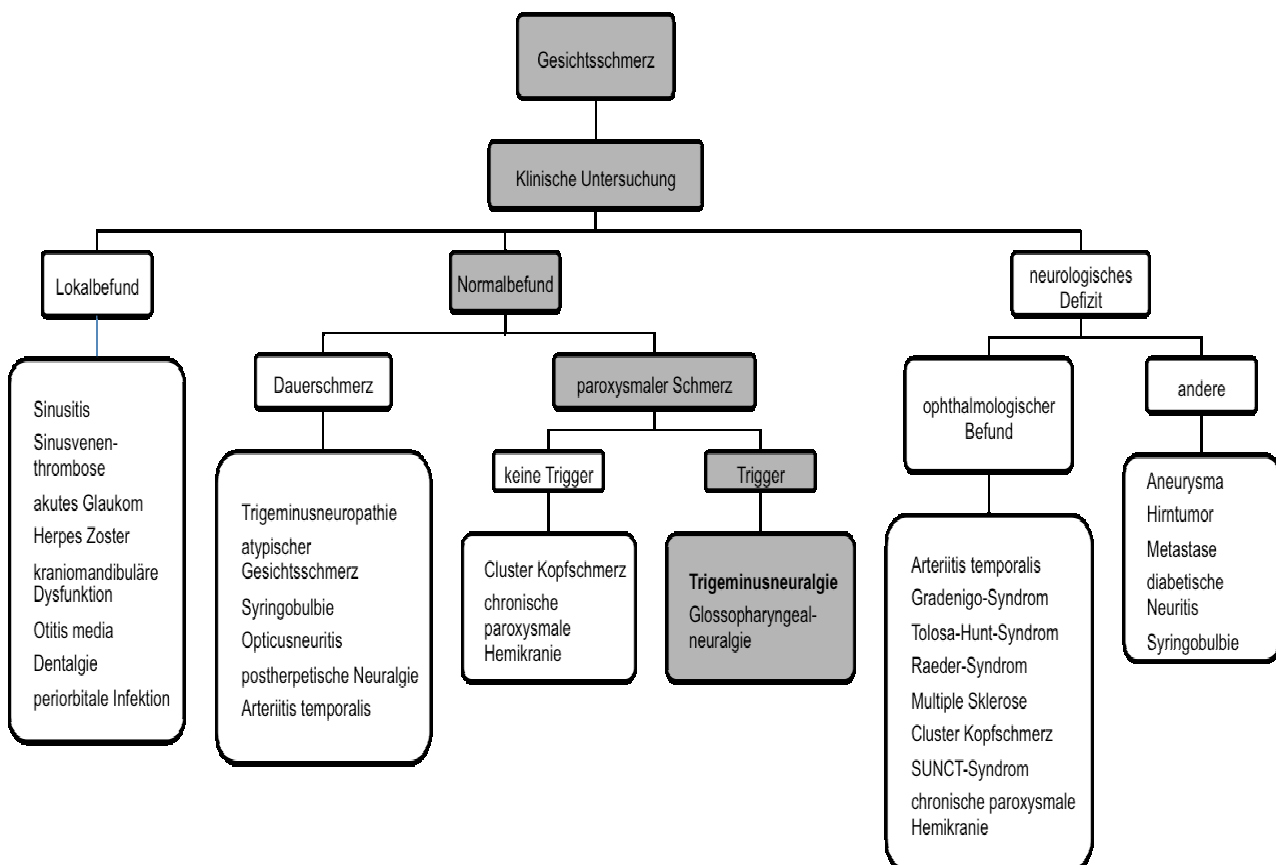 Gesichtsschmerz
Klinische Untersuchung
Lokalbefund
Normalbefund
neurologisches
Defizit
Sinusitis
Sinusvenen-
thrombose
akutes Glaukom
Herpes Zoster
kraniomandibuläre
Dysfunktion
Otitis media
Dentalgie
periorbitale Infektion
Dauerschmerz
paroxysmaler Schmerz
Trigeminusneuropathie
atypischer
Gesichtsschmerz
Syringobulbie
Opticusneuritis
postherpetische Neuralgie
Arteriitis temporalis
keine Trigger
Trigger
Cluster Kopfschmerz
chronische
paroxysmale
Hemikranie
Trigeminusneuralgie
Glossopharyngeal-
neuralgie
ophthalmologischer
Befund
andere
Arteriitis temporalis
Gradenigo-Syndrom
Tolosa-Hunt-Syndrom
Raeder-Syndrom
Multiple Sklerose
Cluster Kopfschmerz
SUNCT-Syndrom
chronische paroxysmale
Hemikranie
Aneurysma
Hirntumor
Metastase
diabetische
Neuritis
Syringobulbie